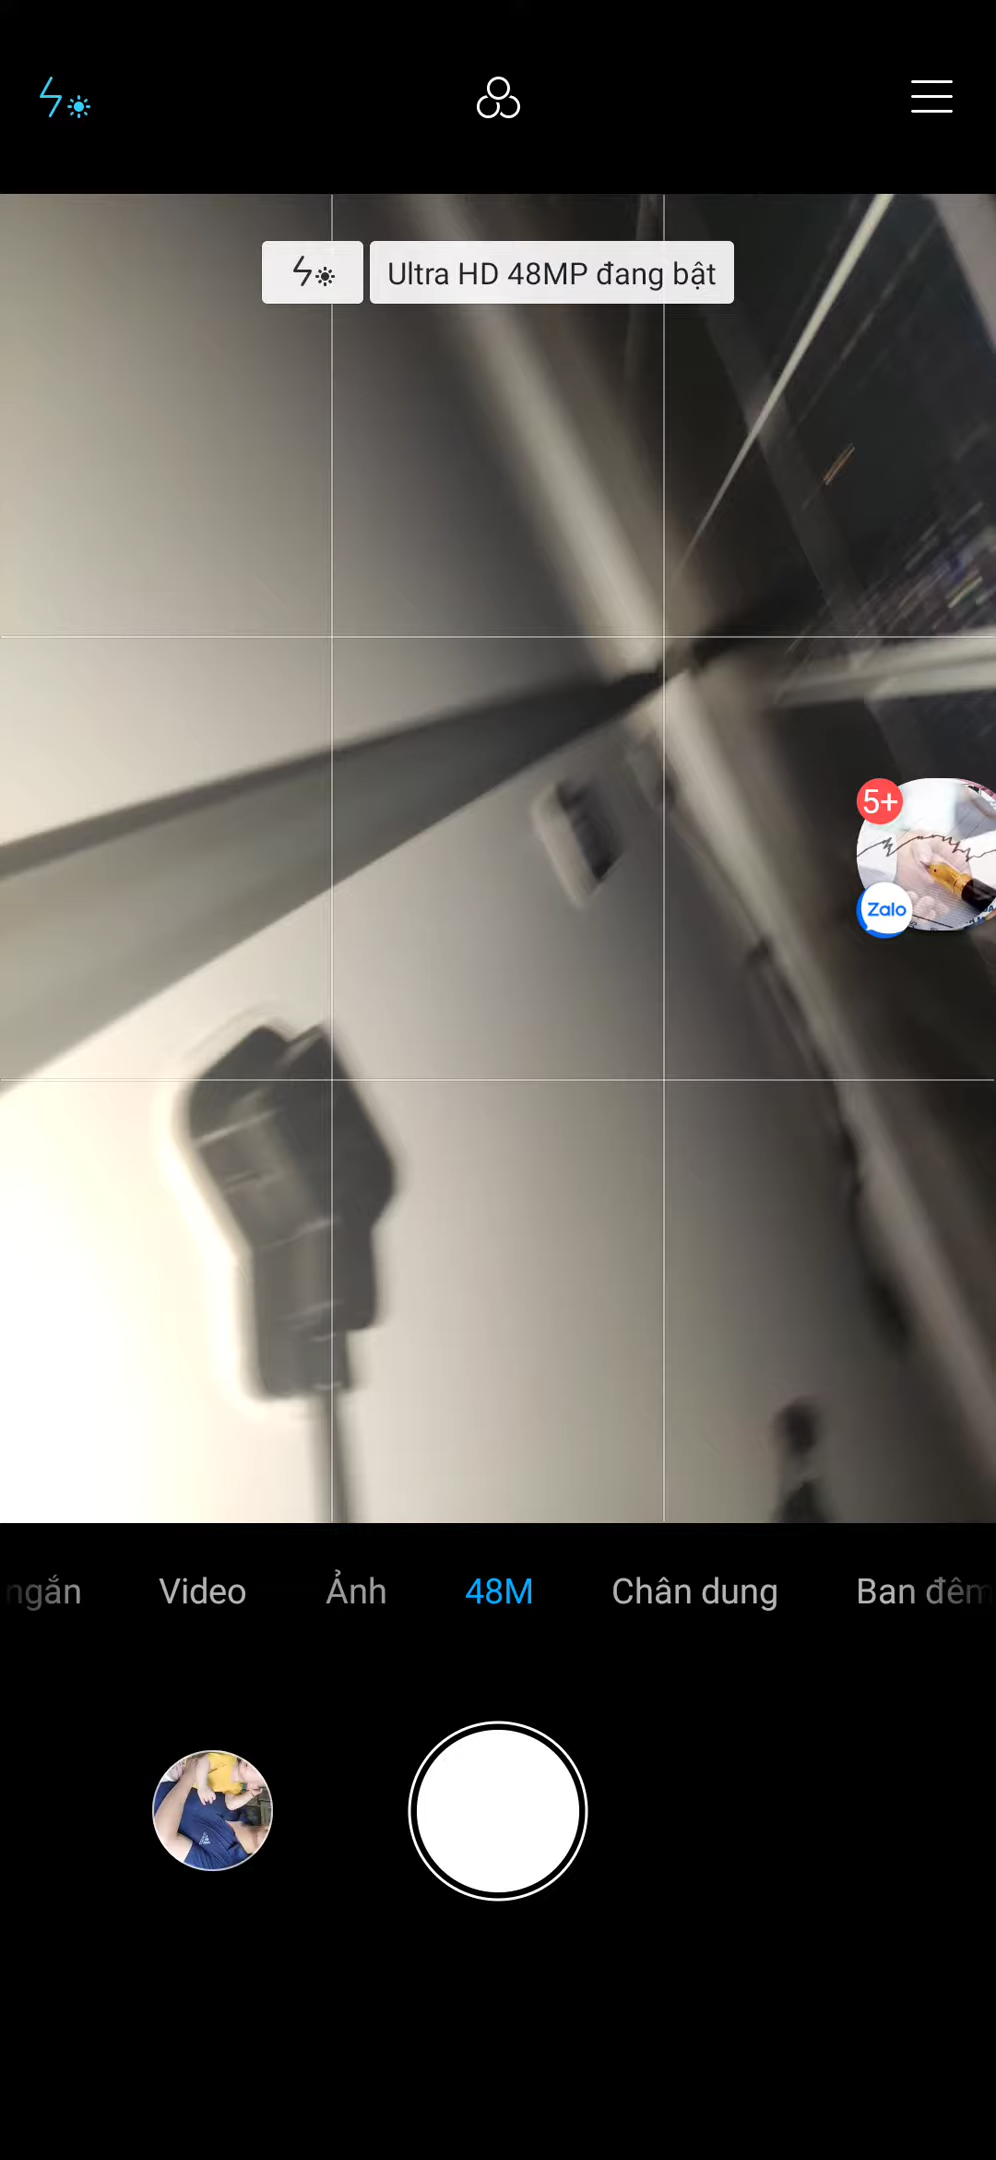 Ultra HD 48MP đang bật
5+
Zalo
ngắn Video Ảnh 48M Chân dung Ban đêm